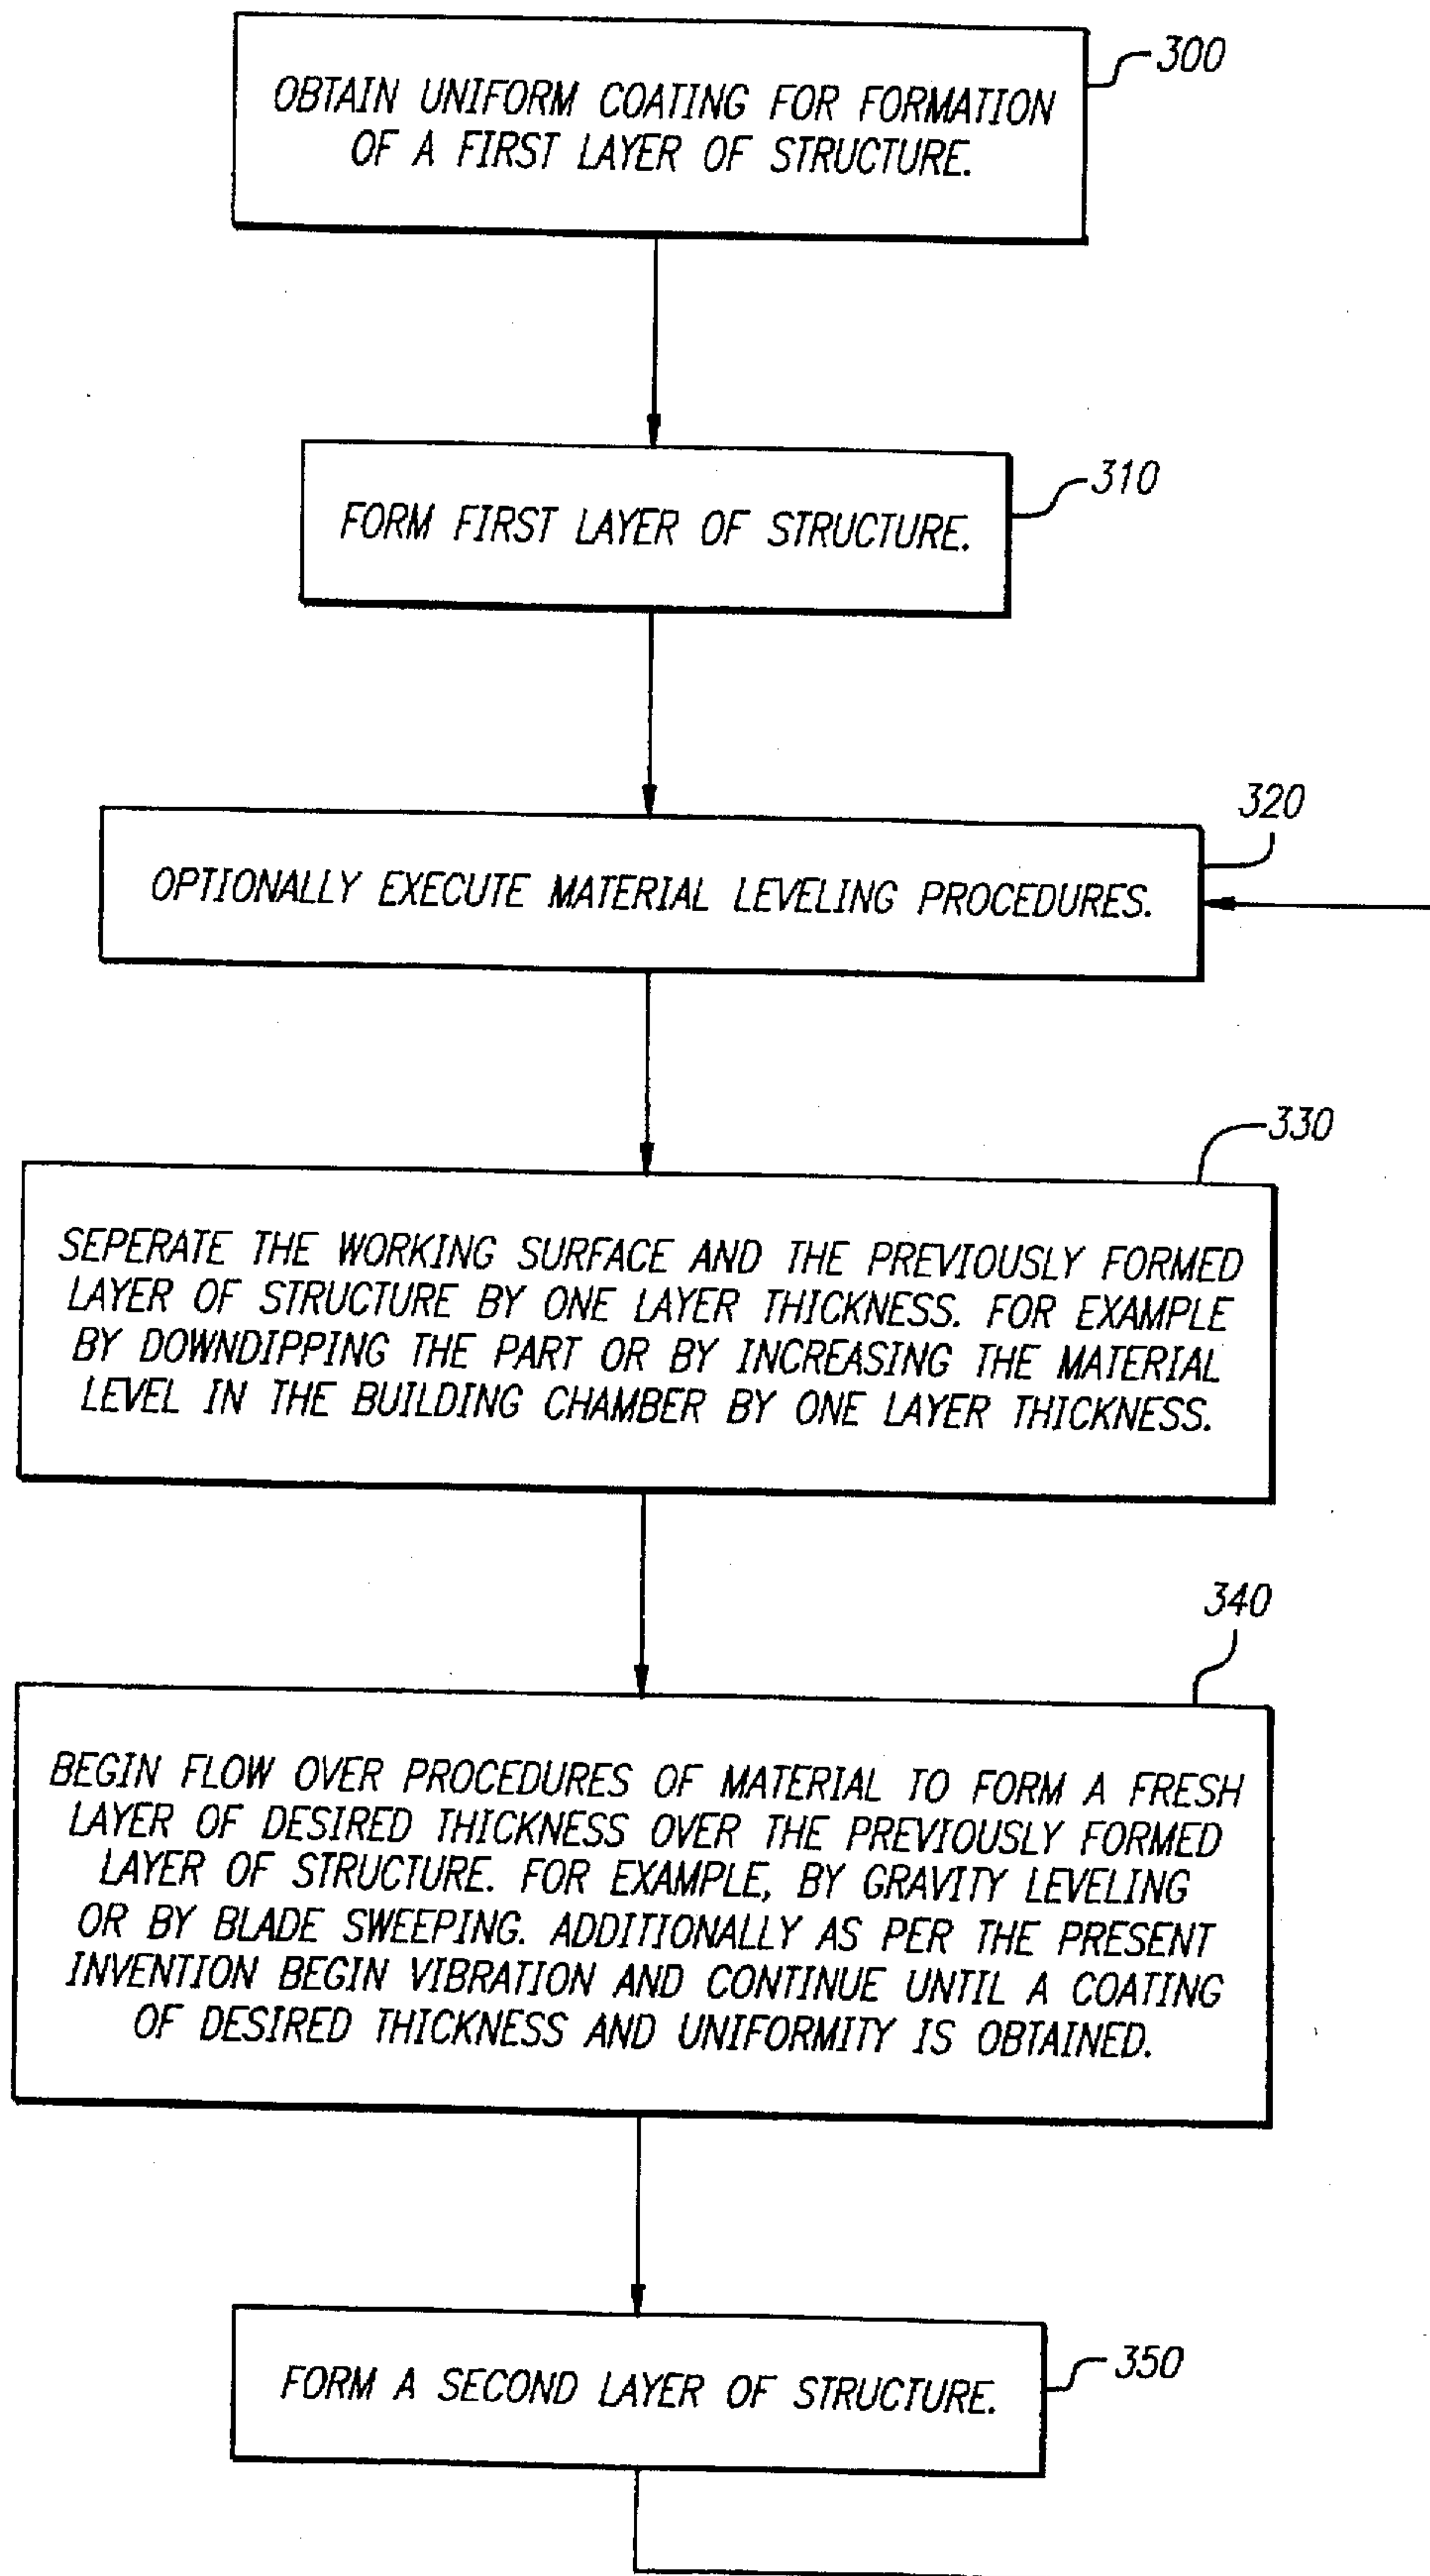 300
OBTAIN UNIFORM COATING FOR FORMATION
OF A FIRST LAYER OF STRUCTURE.
310
FORM FIRST LAYER OF STRUCTURE.
320
OPTIONALLY EXECUTE MATERIAL LEVELING PROCEDURES.
330
SEPERATE THE WORKING SURFACE AND THE PREVIOUSLY FORMED
LAYER OF STRUCTURE BY ONE LAYER THICKNESS. FOR EXAMPLE
BY DOWNDIPPING THE PART OR BY INCREASING THE MATERIAL
LEVEL IN THE BUILDING CHAMBER BY ONE LAYER THICKNESS.
340
BEGIN FLOW OVER PROCEDURES OF MATERIAL TO FORM A FRESH
LAYER OF DESIRED THICKNESS OVER THE PREVIOUSLY FORMED
LAYER OF STRUCTURE. FOR EXAMPLE, BY GRAVITY LEVELING
OR BY BLADE SWEEPING. ADDITIONALLY AS PER THE PRESENT
INVENTION BEGIN VIBRATION AND CONTINUE UNTIL A COATING
OF DESIRED THICKNESS AND UNIFORMITY IS OBTAINED.
350
FORM A SECOND LAYER OF STRUCTURE.